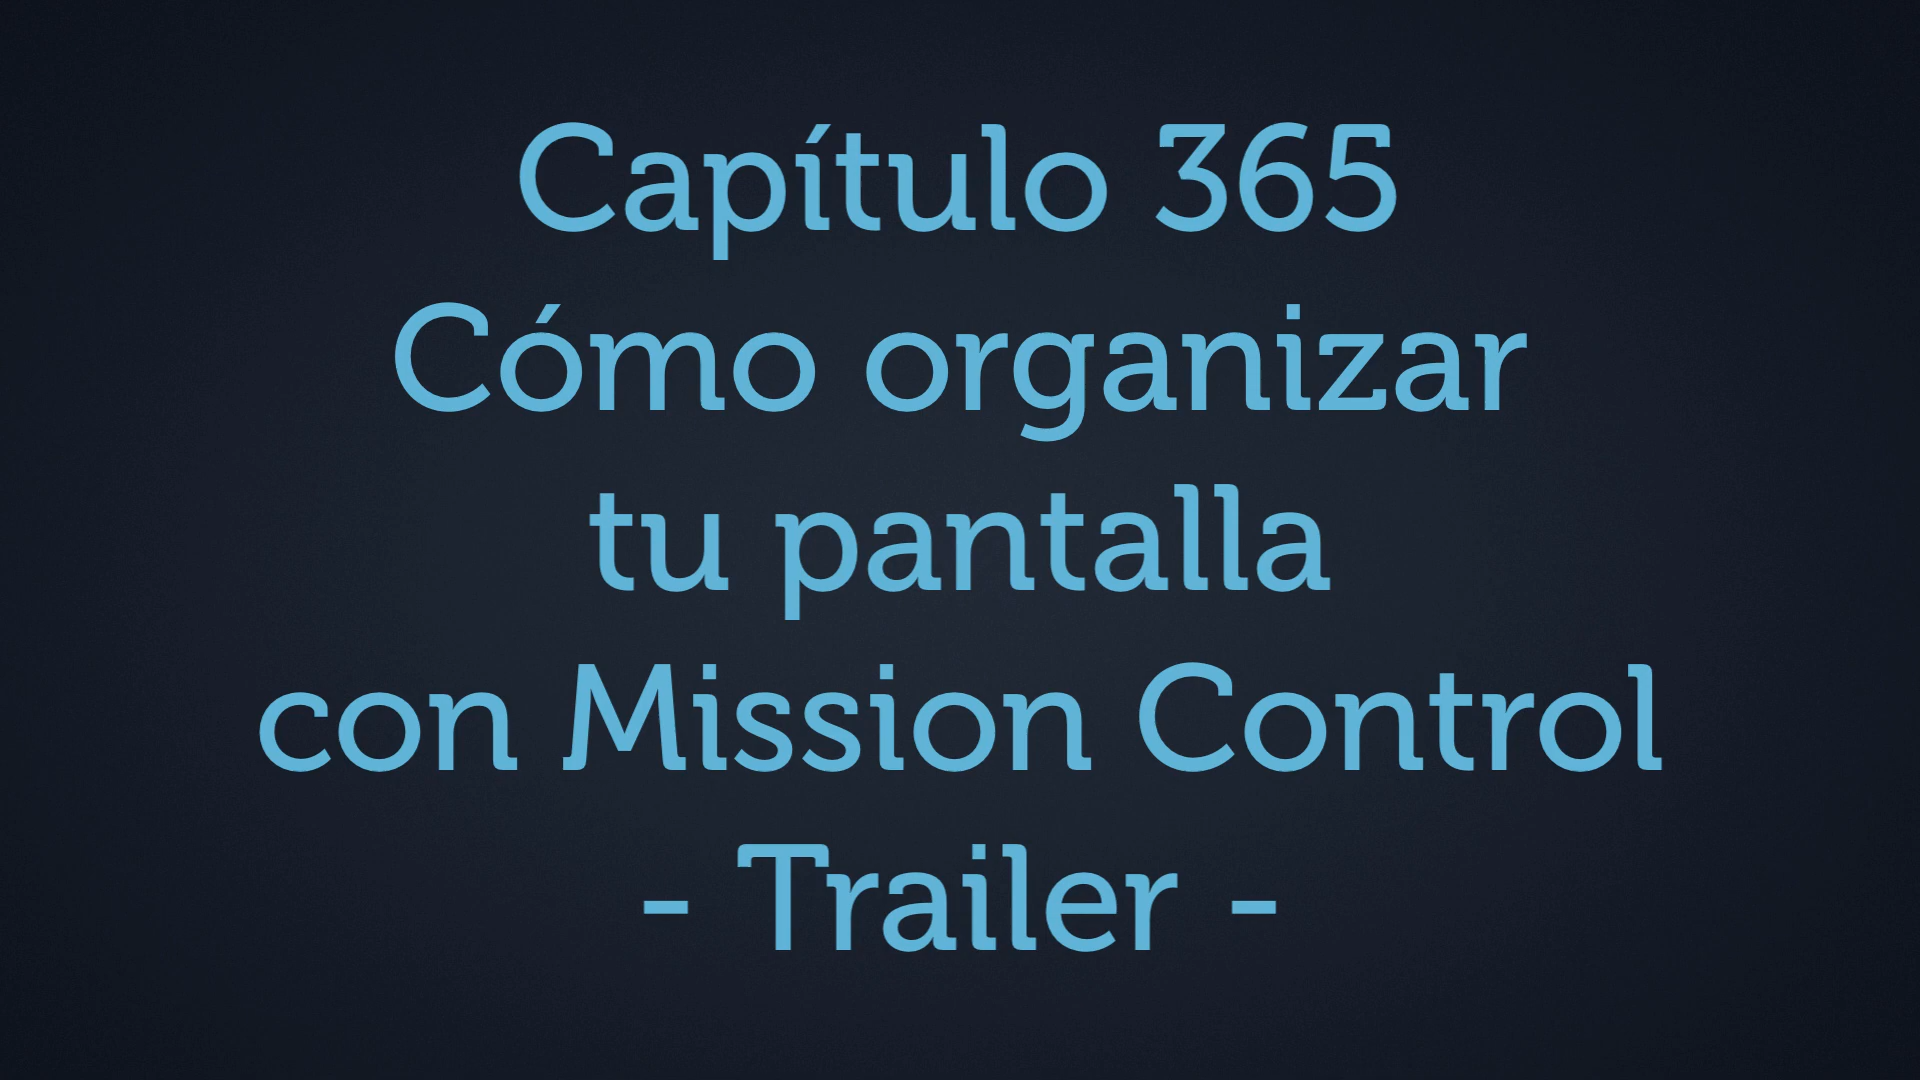 Capítulo 365
Cómo organizar
tu pantalla
con Mission Control
- Trailer -